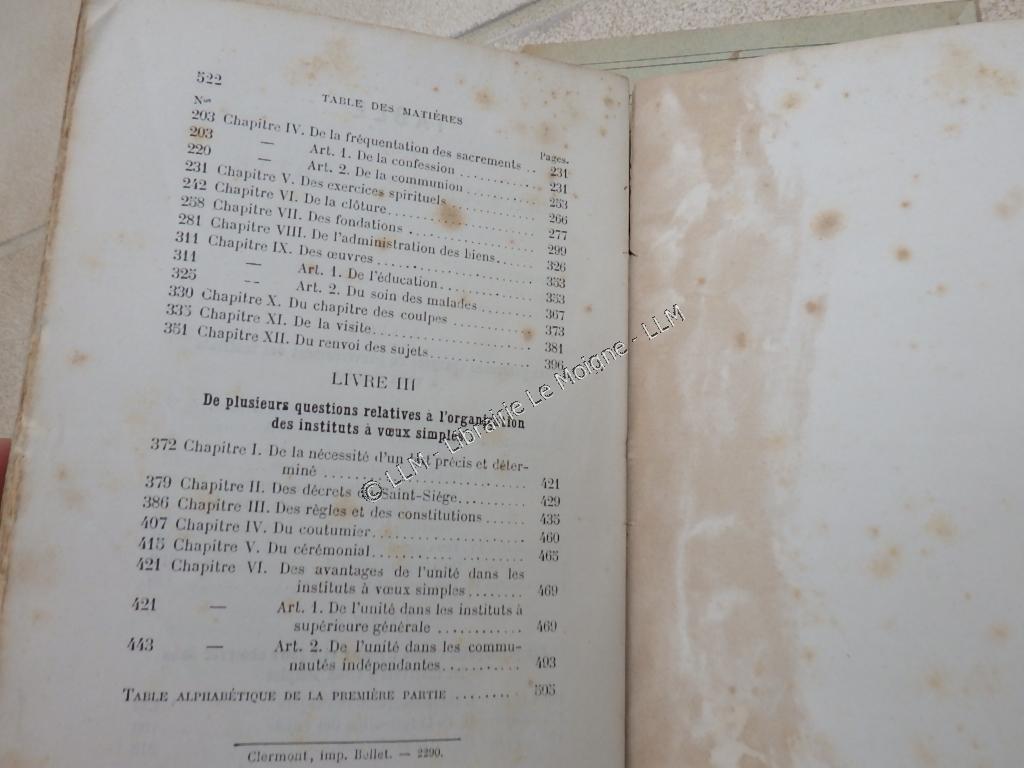 522
TABLE DES MATIÈRES
Nos Pages.
203 Chapitre IV. De la fréquentation des sacrements .. 231
203 — Art. 1. De la confession ............ 231
220 — Art. 2. De la communion ............ 253
231 Chapitre V. Des exercices spirituels ............ 266
242 Chapitre VI. De la clôture ............ 277
258 Chapitre VII. Des fondations ............ 299
281 Chapitre VIII. De l'administration des biens ...... 326
311 Chapitre IX. Des œuvres ............ 353
311 — Art. 1. De l'éducation ............ 353
325 — Art. 2. Du soin des malades ........ 367
330 Chapitre X. Du chapitre des coulpes ............ 373
335 Chapitre XI. De la visite ............ 381
351 Chapitre XII. Du renvoi des sujets ............ 396
LIVRE III
De plusieurs questions relatives à l'organisation
des instituts à vœux simples
372 Chapitre I. De la nécessité d'un but précis et déter-
miné ............ 421
379 Chapitre II. Des décrets du Saint-Siège ........ 429
386 Chapitre III. Des règles et des constitutions ...... 435
407 Chapitre IV. Du coutumier ............ 460
415 Chapitre V. Du cérémonial ............ 465
421 Chapitre VI. Des avantages de l'unité dans les
instituts à vœux simples ........ 469
421 — Art. 1. De l'unité dans les instituts à
supérieure générale ............ 469
443 — Art. 2. De l'unité dans les commu-
nautés indépendantes ........... 493
TABLE ALPHABÉTIQUE DE LA PREMIÈRE PARTIE ........ 505
Clermont, imp. Bellet. — 2290.
© LLM - Librairie Le Moigne - LLM